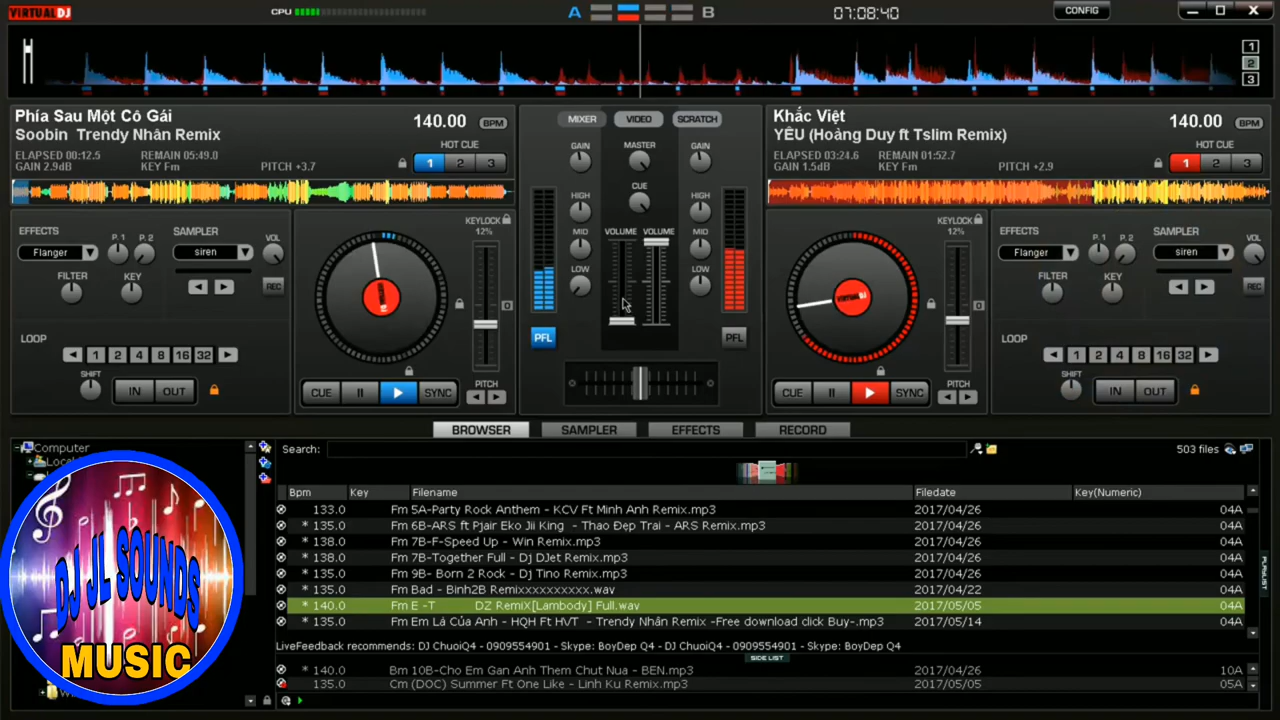 VIRTUAL DJ
CPU
A
B
07:08:40
CONFIG
1
2
3
Phía Sau Một Cô Gái
Soobin Trendy Nhân Remix
140.00 BPM
ELAPSED 00:12.5 REMAIN 05:49.0
GAIN 2.9dB KEY Fm PITCH +3.7
HOT CUE
1 2 3
EFFECTS P. 1 P. 2 SAMPLER VOL
Flanger siren
FILTER KEY REC
LOOP
1 2 4 8 16 32
SHIFT IN OUT
KEYLOCK
12%
CUE SYNC PITCH
MIXER VIDEO SCRATCH
GAIN MASTER GAIN
HIGH CUE HIGH
MID VOLUME VOLUME MID
LOW LOW
PFL PFL
Khắc Việt
YÊU (Hoàng Duy ft Tslim Remix)
140.00 BPM
ELAPSED 03:24.6 REMAIN 01:52.7
GAIN 1.5dB KEY Fm PITCH +2.9
HOT CUE
1 2 3
KEYLOCK
12%
CUE SYNC PITCH
EFFECTS P. 1 P. 2 SAMPLER VOL
Flanger siren
FILTER KEY REC
LOOP
1 2 4 8 16 32
SHIFT IN OUT
BROWSER SAMPLER EFFECTS RECORD
Computer
Search:
503 files
Bpm Key Filename Filedate Key(Numeric)
133.0 Fm 5A-Party Rock Anthem - KCV Ft Minh Anh Remix.mp3 2017/04/26 04A
* 135.0 Fm 6B-ARS ft Pjair Eko Jii King - Thao Đẹp Trai - ARS Remix.mp3 2017/04/26 04A
* 138.0 Fm 7B-F-Speed Up - Win Remix.mp3 2017/04/26 04A
* 138.0 Fm 7B-Together Full - Dj DJet Remix.mp3 2017/04/26 04A
* 135.0 Fm 9B- Born 2 Rock - Dj Tino Remix.mp3 2017/04/26 04A
* 135.0 Fm Bad - Binh2B Remixxxxxxxxxx.wav 2017/04/22 04A
* 140.0 Fm E -T DZ RemiX[Lambody] Full.wav 2017/05/05 04A
* 135.0 Fm Em Là Của Anh - HQH Ft HVT - Trendy Nhân Remix -Free download click Buy-.mp3 2017/05/14 04A
LiveFeedback recommends: DJ ChuoiQ4 - 0909554901 - Skype: BoyDep Q4 - DJ ChuoiQ4 - 0909554901 - Skype: BoyDep Q4
SIDE LIST
* 140.0 Bm 10B-Cho Em Gan Anh Them Chut Nua - BEN.mp3 2017/04/26 10A
* 135.0 Cm (DOC) Summer Ft One Like - Linh Ku Remix.mp3 2017/05/05 05A
PLAYLIST
DJ JL SOUNDS
MUSIC